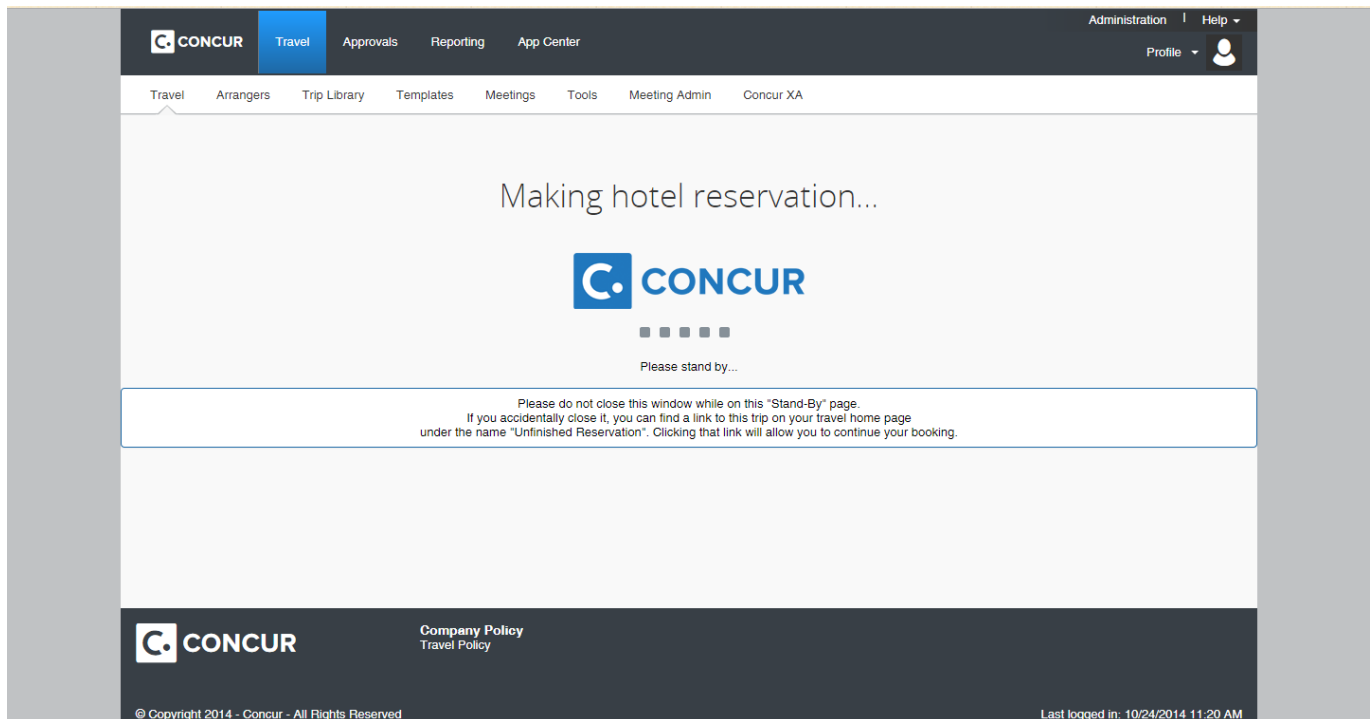 Administration | Help
C. CONCUR Travel Approvals Reporting App Center
Profile
Travel Arrangers Trip Library Templates Meetings Tools Meeting Admin Concur XA
Making hotel reservation...
C. CONCUR
Please stand by...
Please do not close this window while on this "Stand-By" page.
If you accidentally close it, you can find a link to this trip on your travel home page
under the name "Unfinished Reservation". Clicking that link will allow you to continue your booking.
C. CONCUR
Company Policy
Travel Policy
© Copyright 2014 - Concur - All Rights Reserved
Last logged in: 10/24/2014 11:20 AM